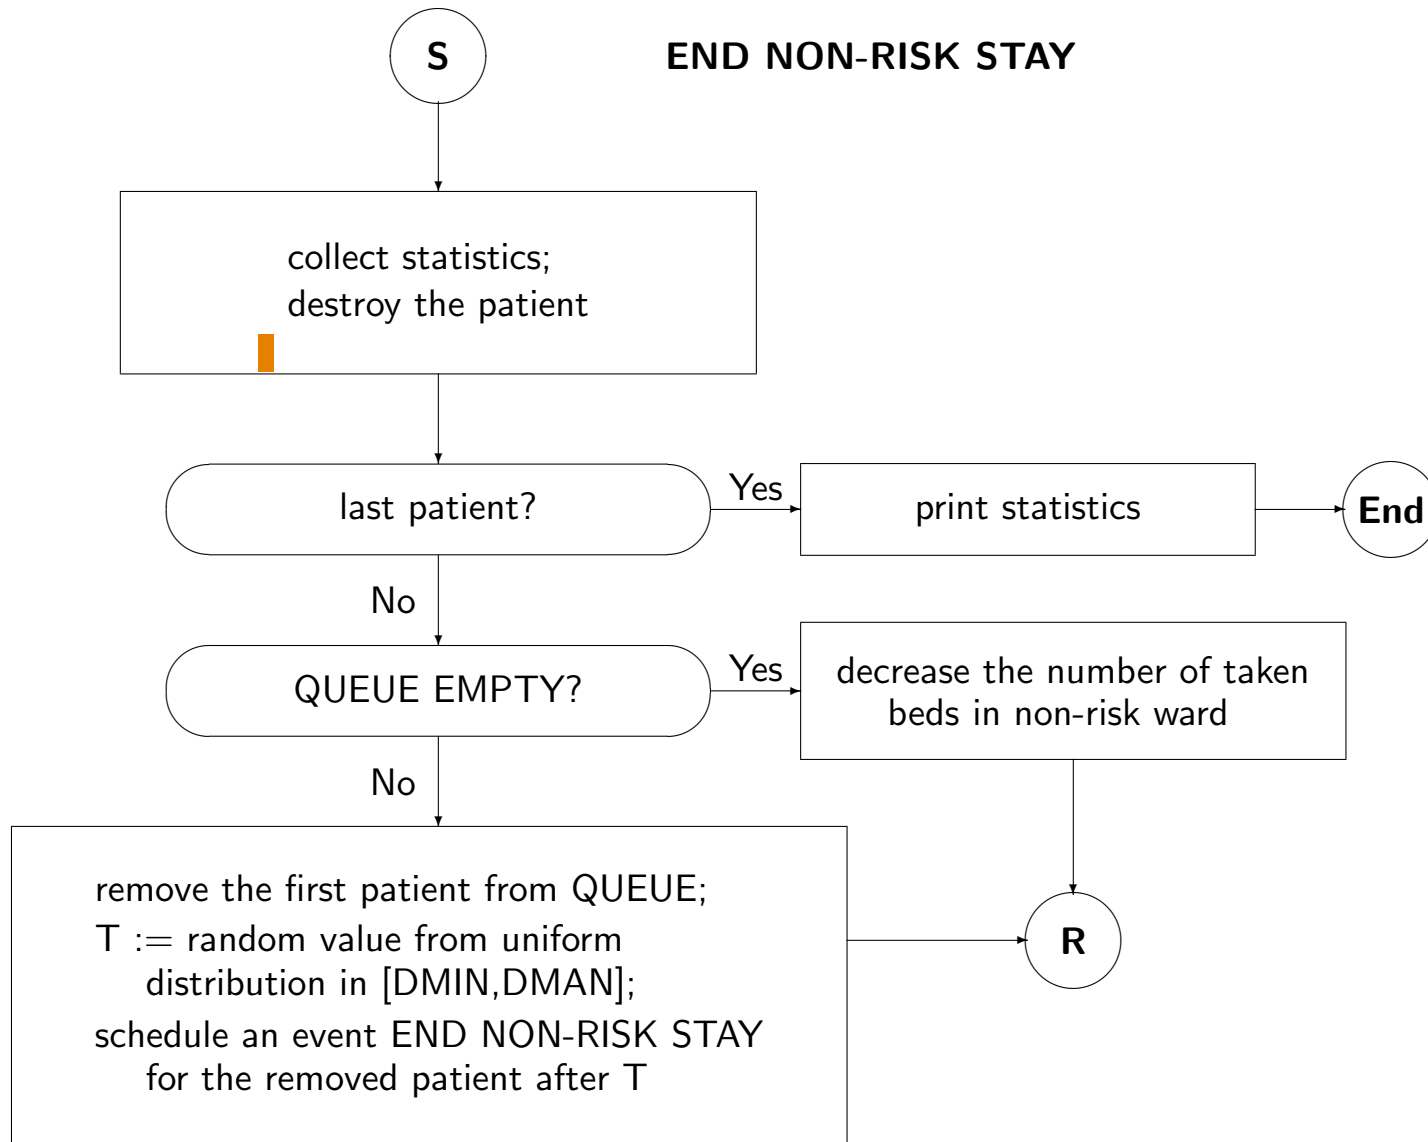 S
END NON-RISK STAY
collect statistics;
destroy the patient
last patient?
Yes
print statistics
End
No
QUEUE EMPTY?
Yes
decrease the number of taken
beds in non-risk ward
No
remove the first patient from QUEUE;
T := random value from uniform
distribution in [DMIN,DMAN];
schedule an event END NON-RISK STAY
for the removed patient after T
R